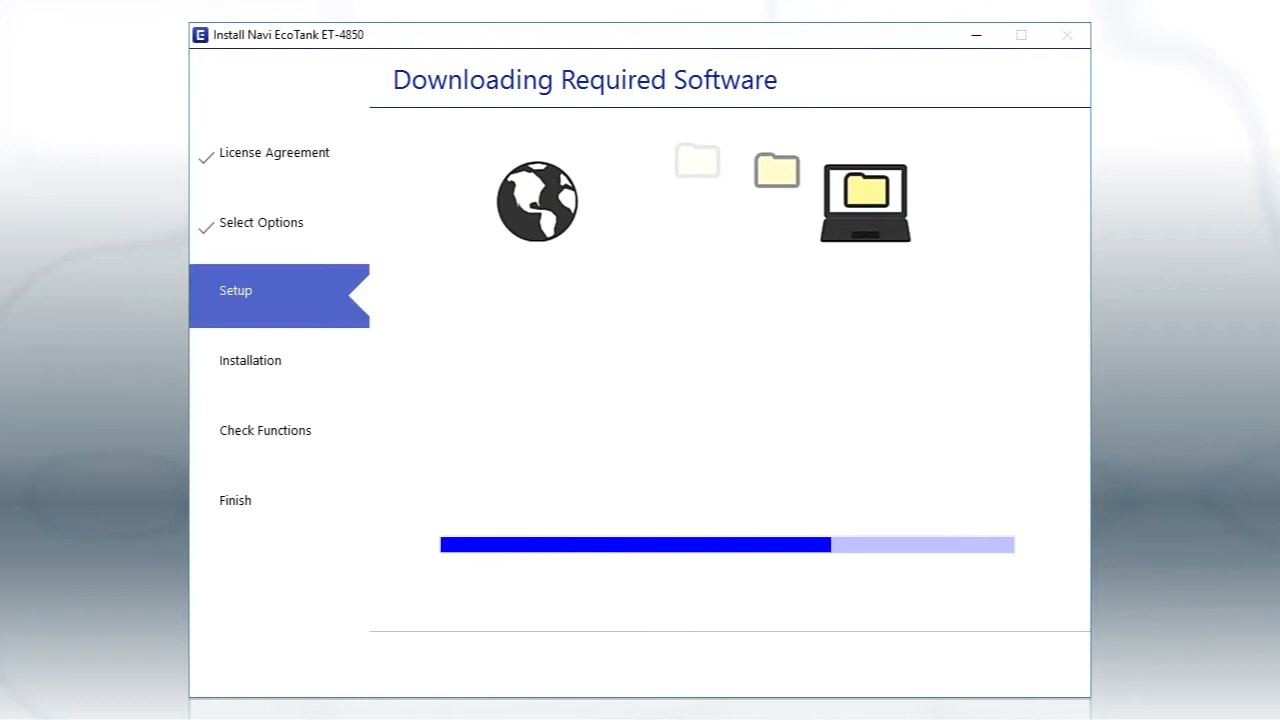 Install Navi EcoTank ET-4850
Downloading Required Software
License Agreement
Select Options
Setup
Installation
Check Functions
Finish